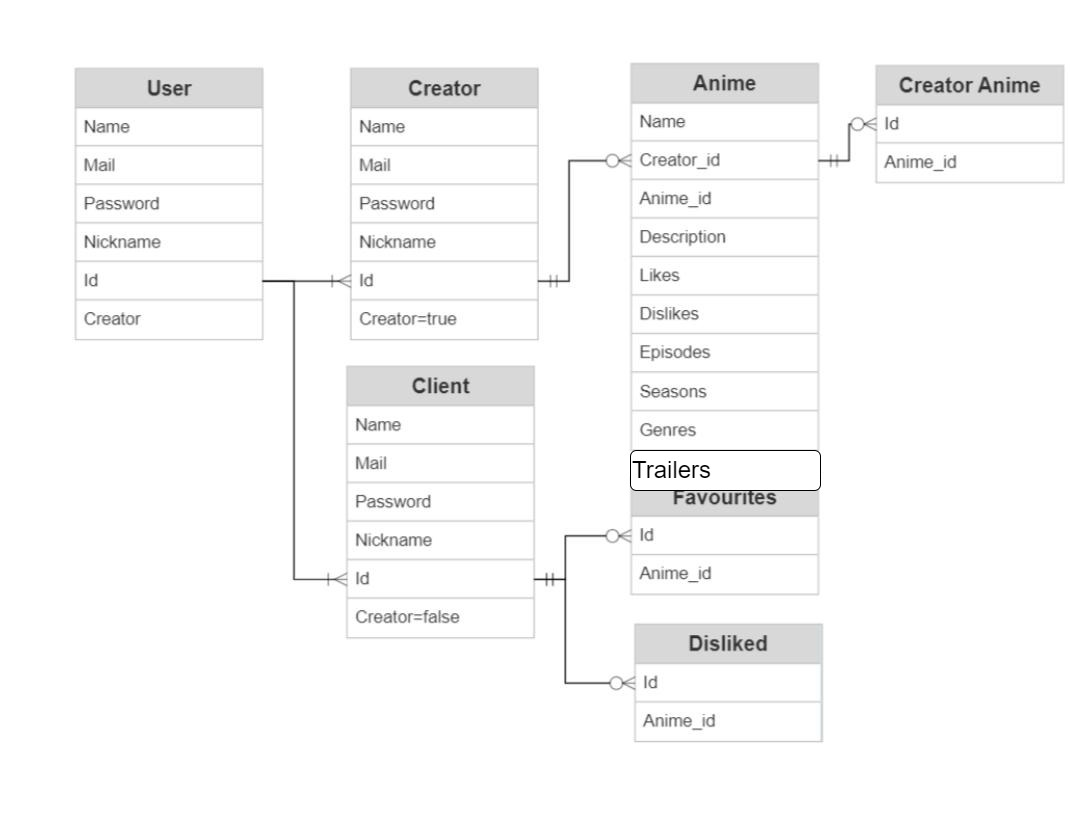 User
Name
Mail
Password
Nickname
Id
Creator
Creator
Name
Mail
Password
Nickname
Id
Creator=true
Client
Name
Mail
Password
Nickname
Id
Creator=false
Anime
Name
Creator_id
Anime_id
Description
Likes
Dislikes
Episodes
Seasons
Genres
Trailers
Favourites
Id
Anime_id
Disliked
Id
Anime_id
Creator Anime
Id
Anime_id